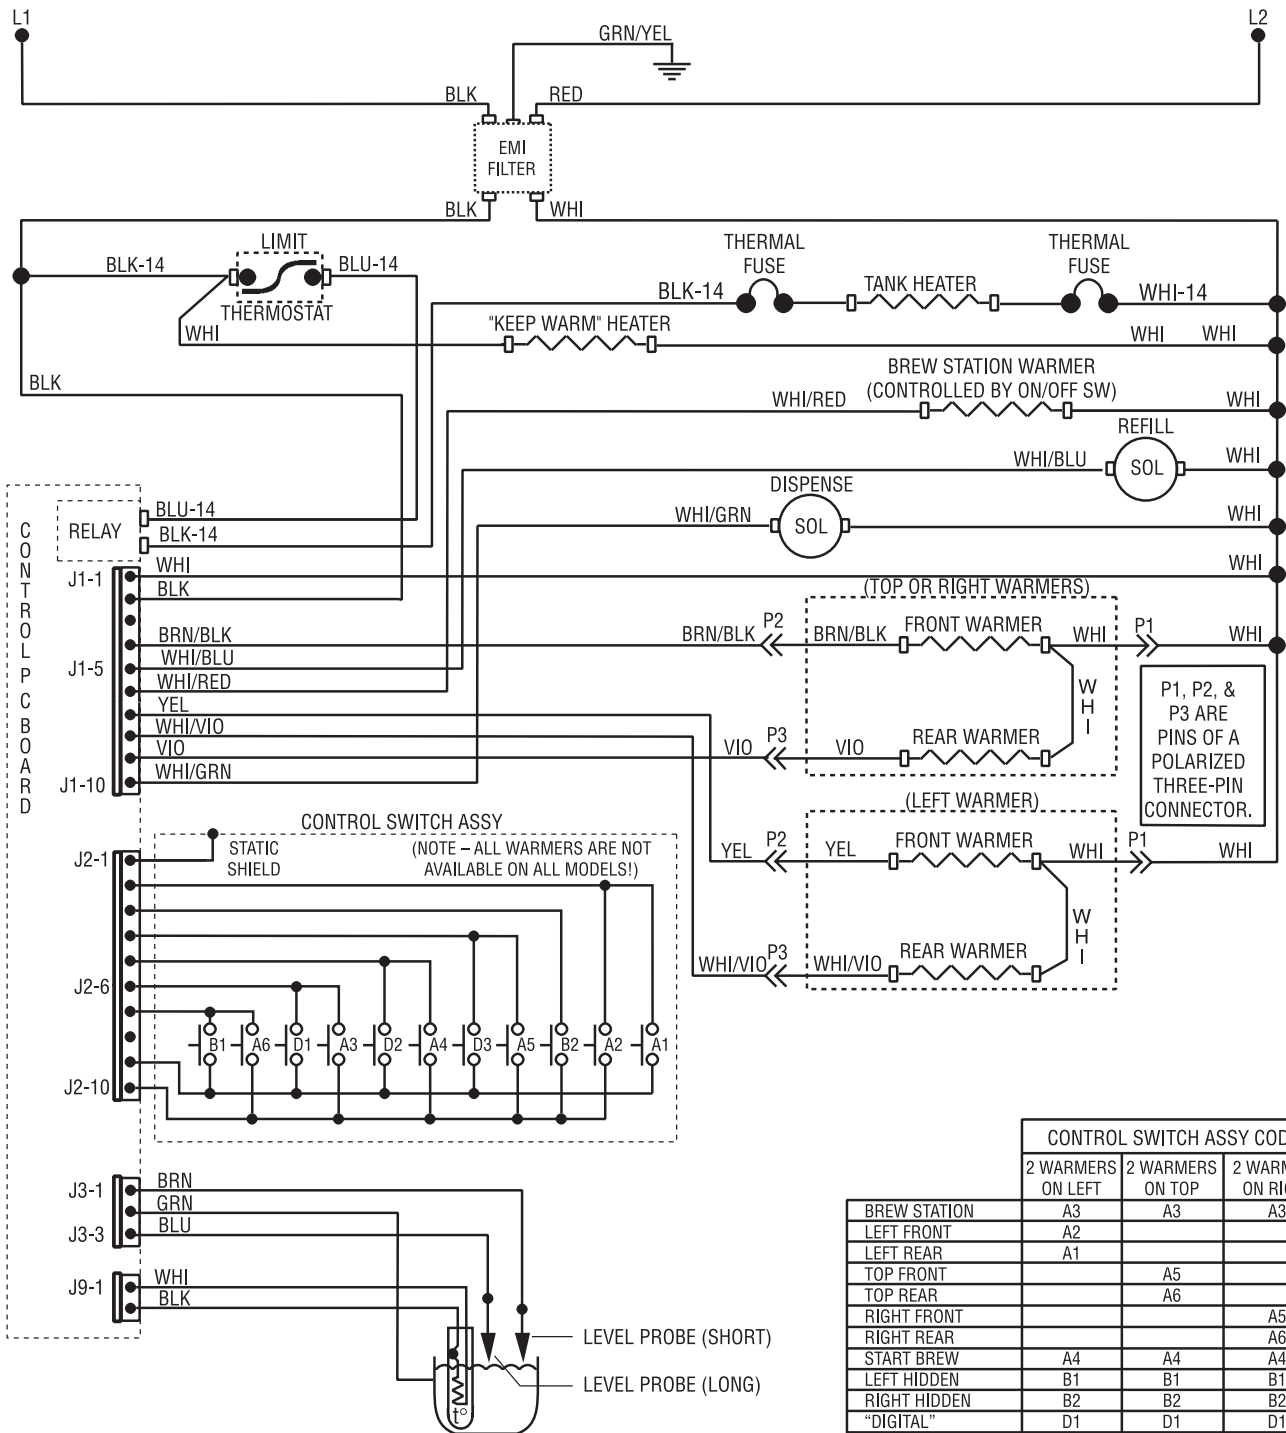 L1
L2
GRN/YEL
BLK
RED
EMI
FILTER
BLK
WHI
LIMIT
THERMOSTAT
BLK-14
BLU-14
WHI
THERMAL
FUSE
THERMAL
FUSE
BLK-14
TANK HEATER
WHI-14
"KEEP WARM" HEATER
WHI
WHI
BLK
BREW STATION WARMER
(CONTROLLED BY ON/OFF SW)
WHI/RED
WHI
REFILL
WHI/BLU
SOL
WHI
DISPENSE
WHI/GRN
SOL
WHI
CONTROL PC BOARD
RELAY
BLU-14
BLK-14
J1-1
WHI
WHI
BLK
BRN/BLK
J1-5
WHI/BLU
WHI/RED
YEL
WHI/VIO
VIO
J1-10
WHI/GRN
(TOP OR RIGHT WARMERS)
BRN/BLK
P2
BRN/BLK
FRONT WARMER
WHI
P1
WHI
WHI
VIO
P3
VIO
REAR WARMER
P1, P2, &
P3 ARE
PINS OF A
POLARIZED
THREE-PIN
CONNECTOR.
(LEFT WARMER)
YEL
P2
YEL
FRONT WARMER
WHI
P1
WHI
WHI
WHI/VIO
P3
WHI/VIO
REAR WARMER
CONTROL SWITCH ASSY
J2-1
STATIC
SHIELD
(NOTE – ALL WARMERS ARE NOT
AVAILABLE ON ALL MODELS!)
J2-6
B1 A6 D1 A3 D2 A4 D3 A5 B2 A2 A1
J2-10
J3-1
BRN
GRN
J3-3
BLU
J9-1
WHI
BLK
LEVEL PROBE (SHORT)
LEVEL PROBE (LONG)
t°
CONTROL SWITCH ASSY COD
2 WARMERS 2 WARMERS 2 WARM
ON LEFT ON TOP ON RI
BREW STATION A3 A3 A3
LEFT FRONT A2
LEFT REAR A1
TOP FRONT A5
TOP REAR A6
RIGHT FRONT A5
RIGHT REAR A6
START BREW A4 A4 A4
LEFT HIDDEN B1 B1 B1
RIGHT HIDDEN B2 B2 B2
“DIGITAL” D1 D1 D1